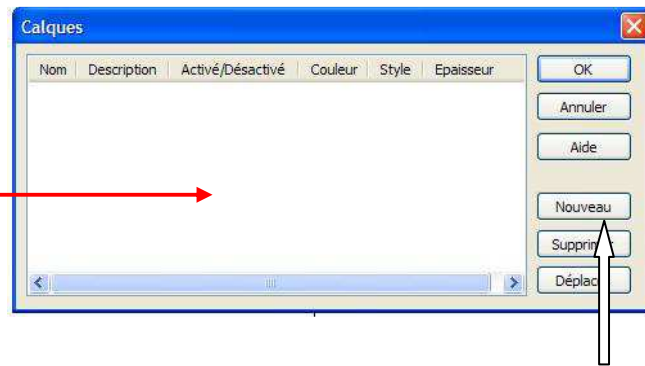 Calques
Nom Description Activé/Désactivé Couleur Style Epaisseur
OK
Annuler
Aide
Nouveau